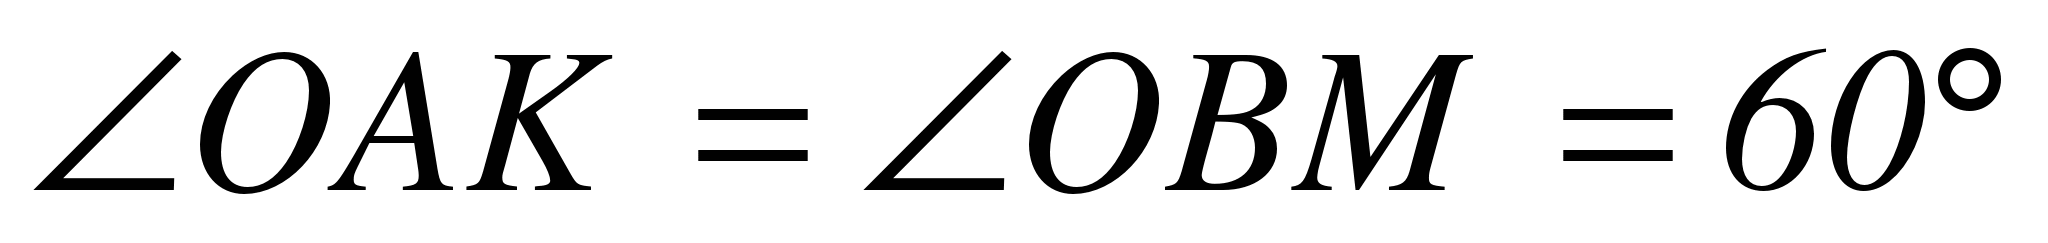 ∠OAK = ∠OBM = 60°